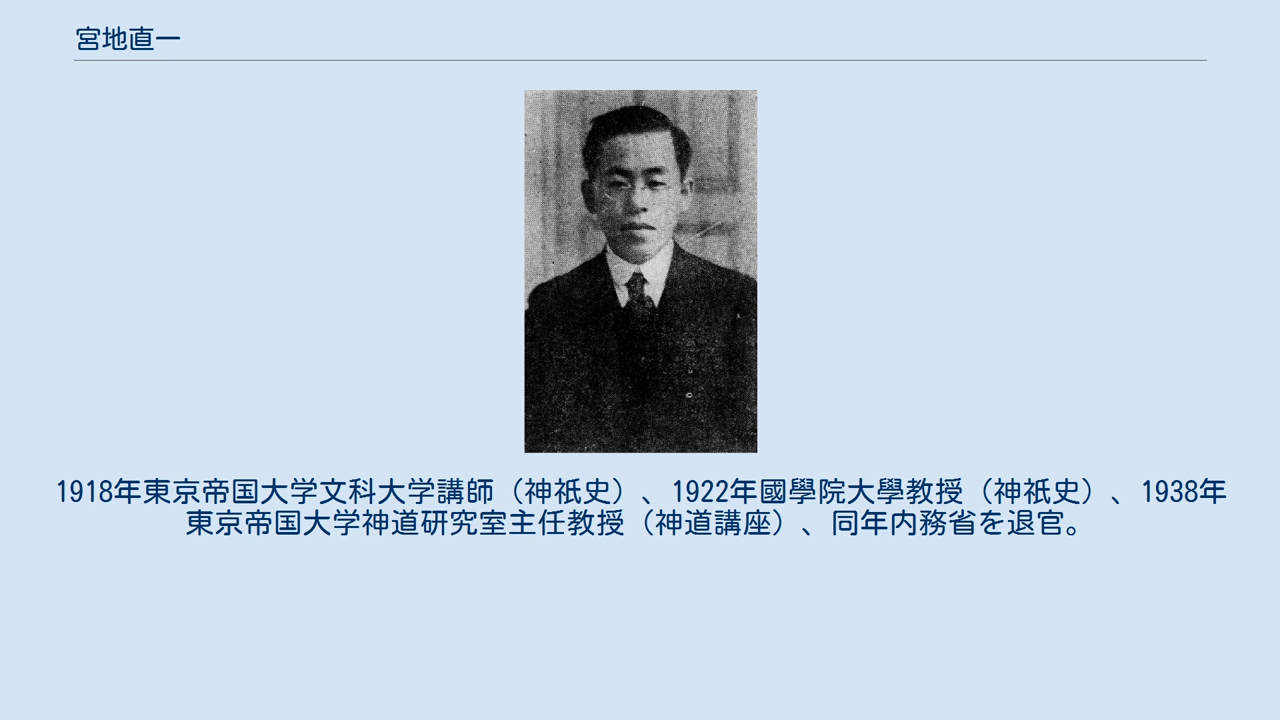 宮地直一
1918年東京帝国大学文科大学講師（神祇史）、1922年國學院大學教授（神祇史）、1938年
東京帝国大学神道研究室主任教授（神道講座）、同年内務省を退官。